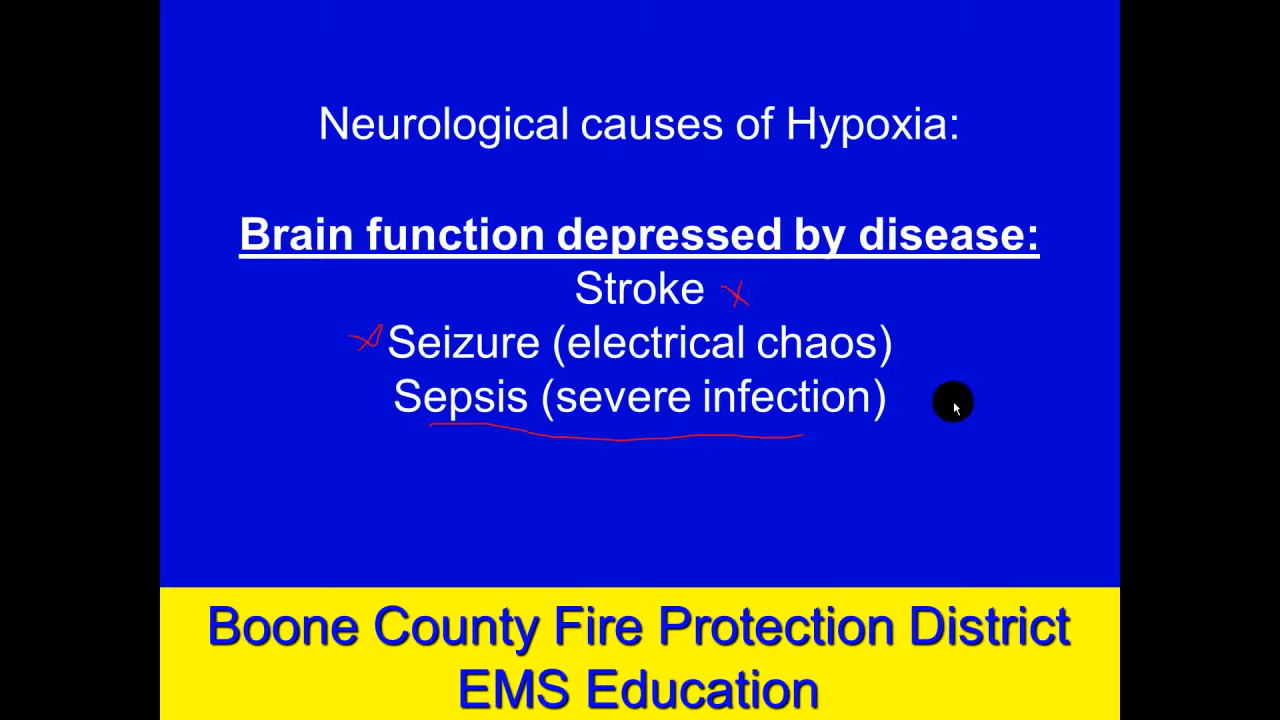 Neurological causes of Hypoxia:
Brain function depressed by disease:
Stroke
Seizure (electrical chaos)
Sepsis (severe infection)
Boone County Fire Protection District
EMS Education